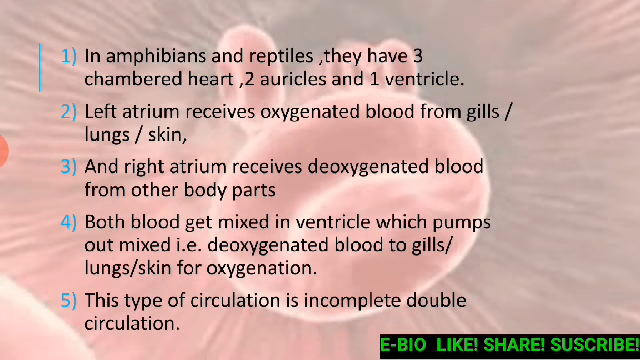 1) In amphibians and reptiles ,they have 3
chambered heart ,2 auricles and 1 ventricle.
2) Left atrium receives oxygenated blood from gills /
lungs / skin,
3) And right atrium receives deoxygenated blood
from other body parts
4) Both blood get mixed in ventricle which pumps
out mixed i.e. deoxygenated blood to gills/
lungs/skin for oxygenation.
5) This type of circulation is incomplete double
circulation.
E-BIO LIKE! SHARE! SUSCRIBE!